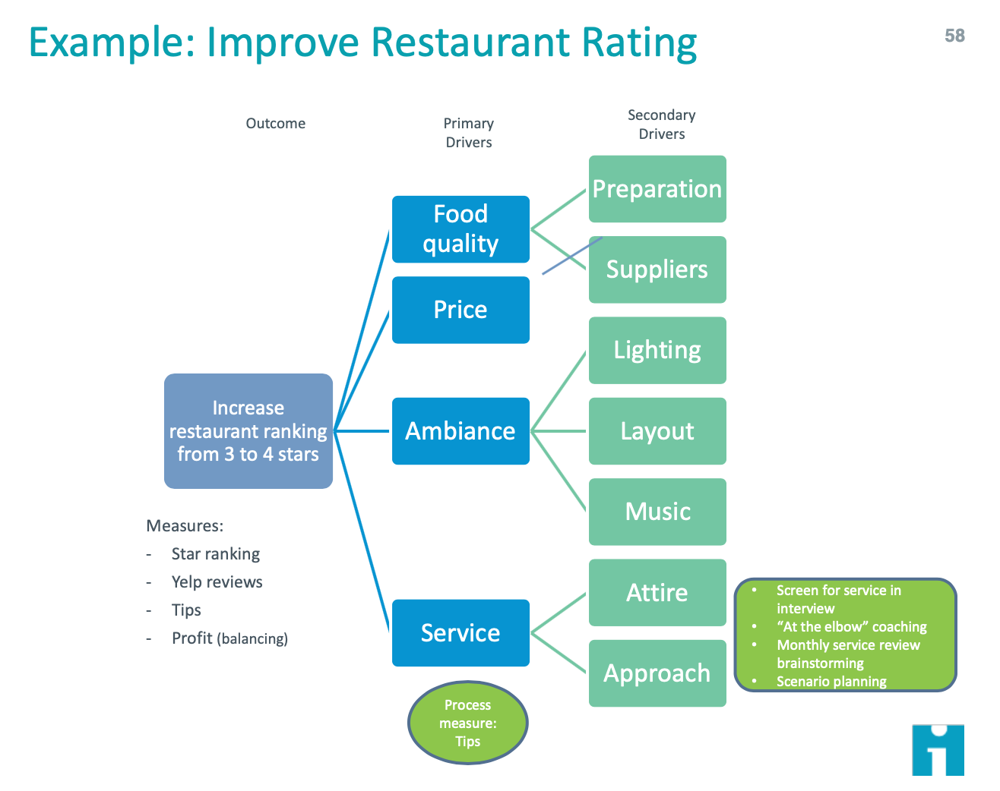 Example: Improve Restaurant Rating
58
Outcome
Primary
Drivers
Secondary
Drivers
Preparation
Food
quality
Suppliers
Price
Lighting
Increase
restaurant ranking
from 3 to 4 stars
Ambiance
Layout
Music
Measures:
- Star ranking
- Yelp reviews
- Tips
- Profit (balancing)
Service
Attire
Approach
• Screen for service in
interview
• “At the elbow” coaching
• Monthly service review
brainstorming
• Scenario planning
Process
measure:
Tips